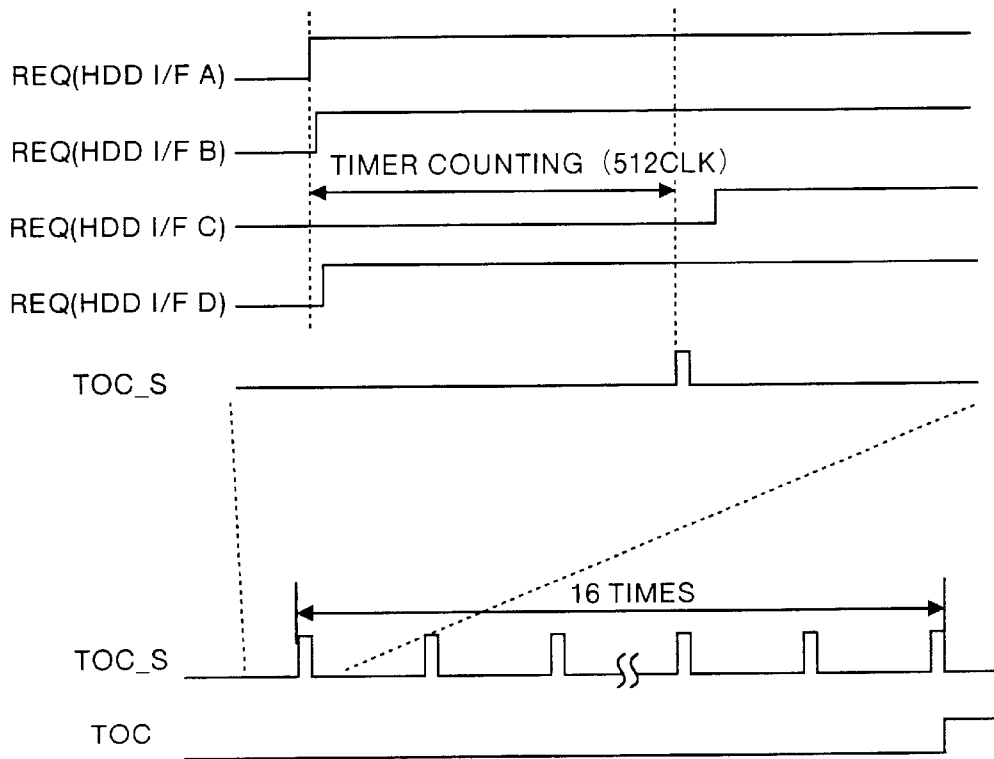 REQ(HDD I/F A)
REQ(HDD I/F B)
TIMER COUNTING (512CLK)
REQ(HDD I/F C)
REQ(HDD I/F D)
TOC_S
16 TIMES
TOC_S
TOC